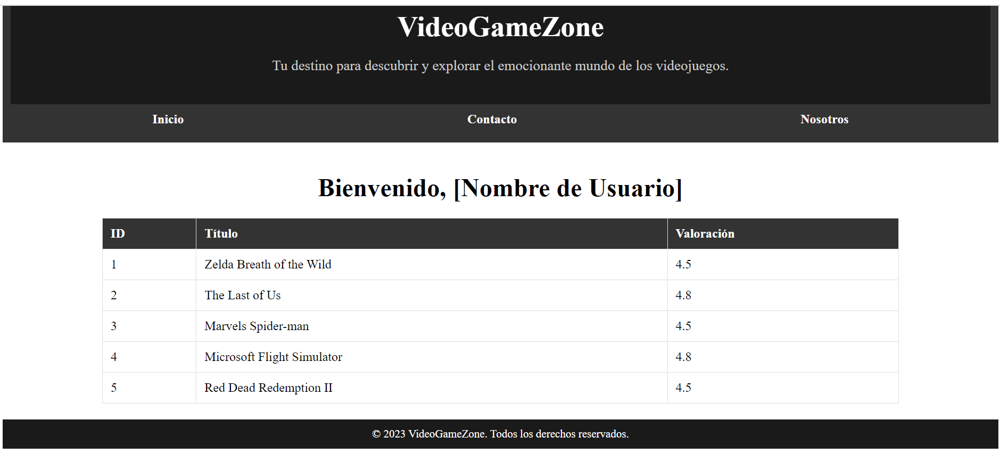 VideoGameZone
Tu destino para descubrir y explorar el emocionante mundo de los videojuegos.
Inicio Contacto Nosotros
Bienvenido, [Nombre de Usuario]
ID Título Valoración
1 Zelda Breath of the Wild 4.5
2 The Last of Us 4.8
3 Marvels Spider-man 4.5
4 Microsoft Flight Simulator 4.8
5 Red Dead Redemption II 4.5
© 2023 VideoGameZone. Todos los derechos reservados.